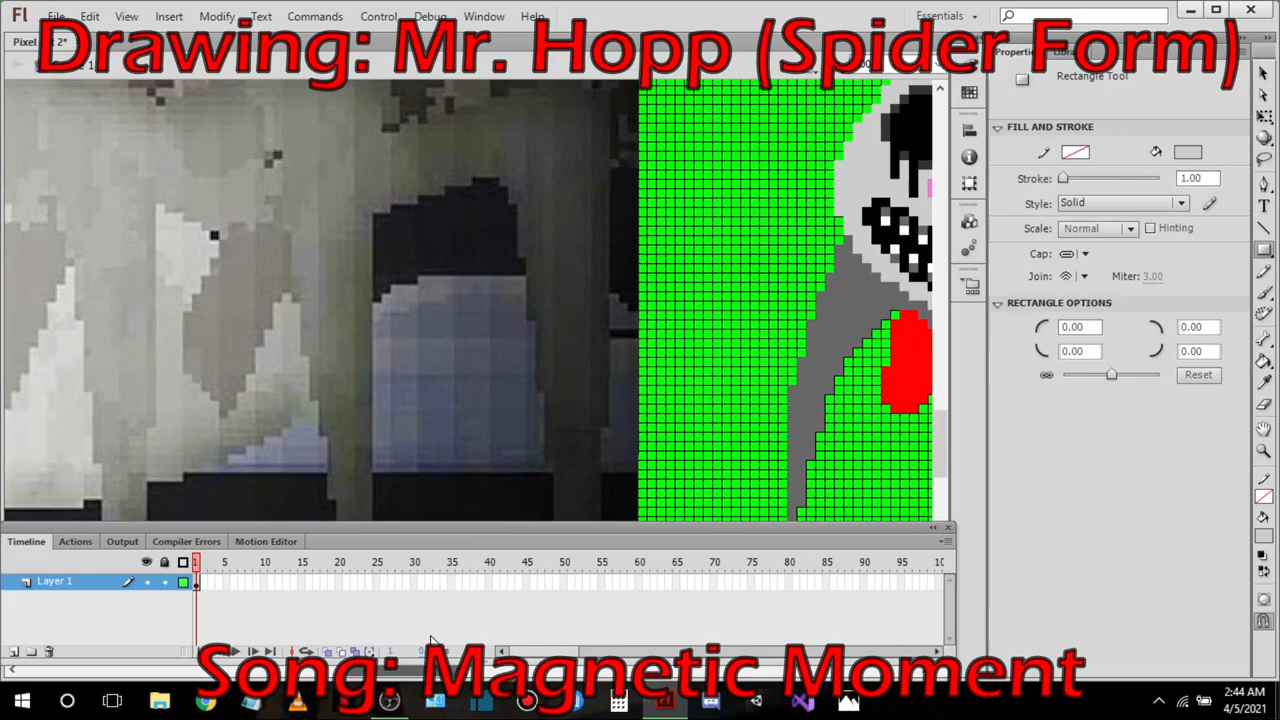 Fl File Edit View Insert Modify Text Commands Control Debug Window Help Essentials
Drawing: Mr. Hopp (Spider Form)
Properties
Rectangle Tool
FILL AND STROKE
Stroke: 1.00
Style: Solid
Scale: Normal Hinting
Cap:
Join: Miter: 3.00
RECTANGLE OPTIONS
0.00 0.00
0.00 0.00
Reset
Timeline Actions Output Compiler Errors Motion Editor
1 5 10 15 20 25 30 35 40 45 50 55 60 65 70 75 80 85 90 95 10
Layer 1
1
Song: Magnetic Moment
2:44 AM
4/5/2021